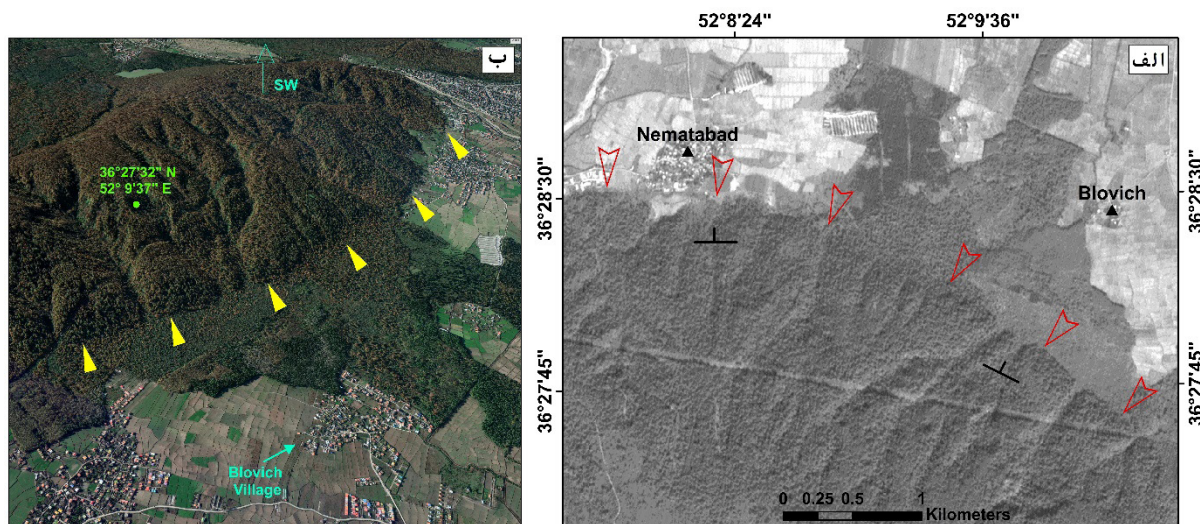 ب
SW
36°27'32" N
52° 9'37" E
Blovich
Village
الف
52°8'24"
52°9'36"
Nematabad
Blovich
36°28'30"
36°27'45"
36°28'30"
36°27'45"
0 0.25 0.5 1
Kilometers